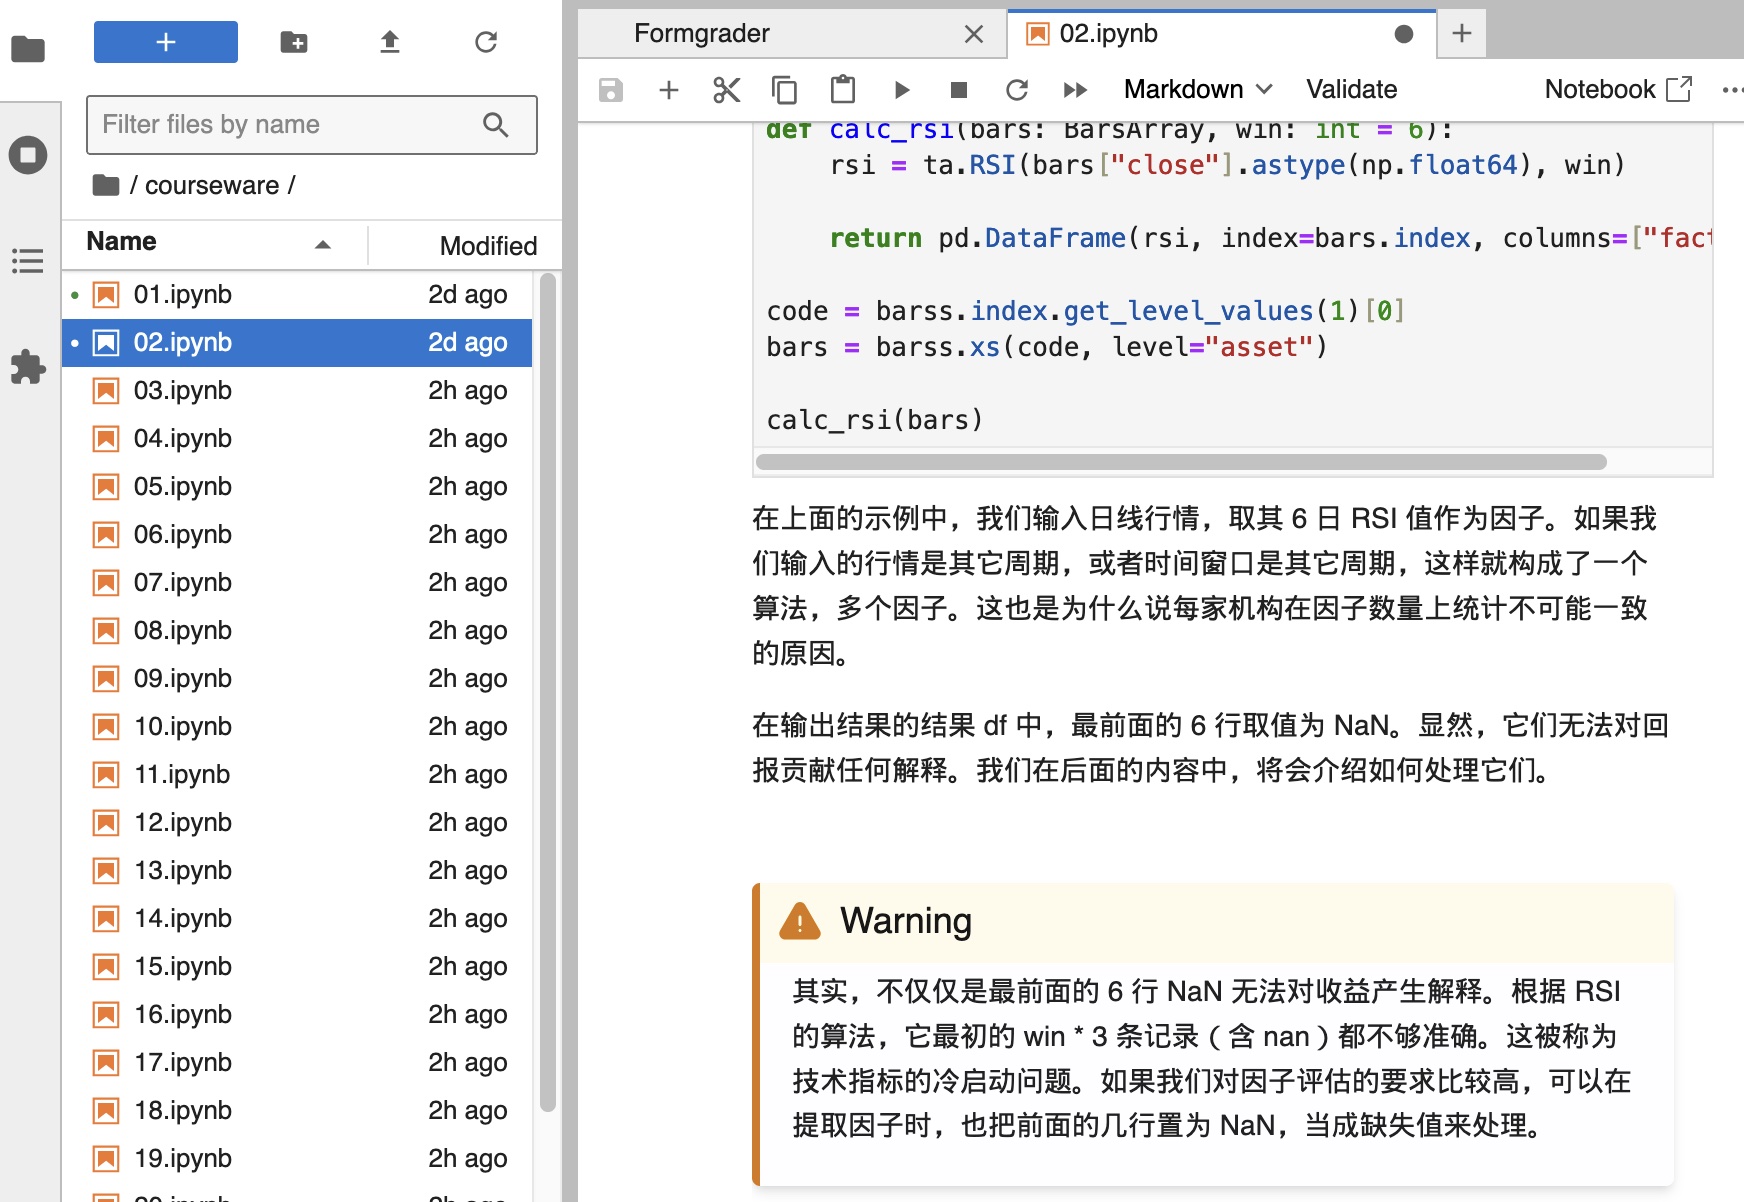 Filter files by name
/ courseware /
Name Modified
01.ipynb 2d ago
02.ipynb 2d ago
03.ipynb 2h ago
04.ipynb 2h ago
05.ipynb 2h ago
06.ipynb 2h ago
07.ipynb 2h ago
08.ipynb 2h ago
09.ipynb 2h ago
10.ipynb 2h ago
11.ipynb 2h ago
12.ipynb 2h ago
13.ipynb 2h ago
14.ipynb 2h ago
15.ipynb 2h ago
16.ipynb 2h ago
17.ipynb 2h ago
18.ipynb 2h ago
19.ipynb 2h ago
Formgrader 02.ipynb
Markdown Validate Notebook
def calc_rsi(bars: BarsArray, win: int = 6):
rsi = ta.RSI(bars["close"].astype(np.float64), win)
return pd.DataFrame(rsi, index=bars.index, columns=["fact
code = barss.index.get_level_values(1)[0]
bars = barss.xs(code, level="asset")
calc_rsi(bars)
在上面的示例中，我们输入日线行情，取其 6 日 RSI 值作为因子。如果我
们输入的行情是其它周期，或者时间窗口是其它周期，这样就构成了一个
算法，多个因子。这也是为什么说每家机构在因子数量上统计不可能一致
的原因。
在输出结果的结果 df 中，最前面的 6 行取值为 NaN。显然，它们无法对回
报贡献任何解释。我们在后面的内容中，将会介绍如何处理它们。
Warning
其实，不仅仅是最前面的 6 行 NaN 无法对收益产生解释。根据 RSI
的算法，它最初的 win * 3 条记录（含 nan）都不够准确。这被称为
技术指标的冷启动问题。如果我们对因子评估的要求比较高，可以在
提取因子时，也把前面的几行置为 NaN，当成缺失值来处理。